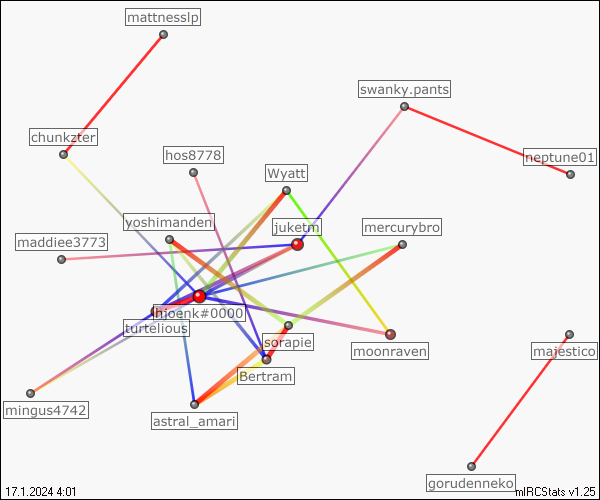 mattnesslp
swanky.pants
chunkzter
hos8778
neptune01
Wyatt
yoshimanden
juketm
mercurybro
maddiee3773
hjoenk#0000
turtelious
sorapie
moonraven
majestico
Bertram
mingus4742
astral_amari
gorudenneko
17.1.2024 4:01
mIRCStats v1.25